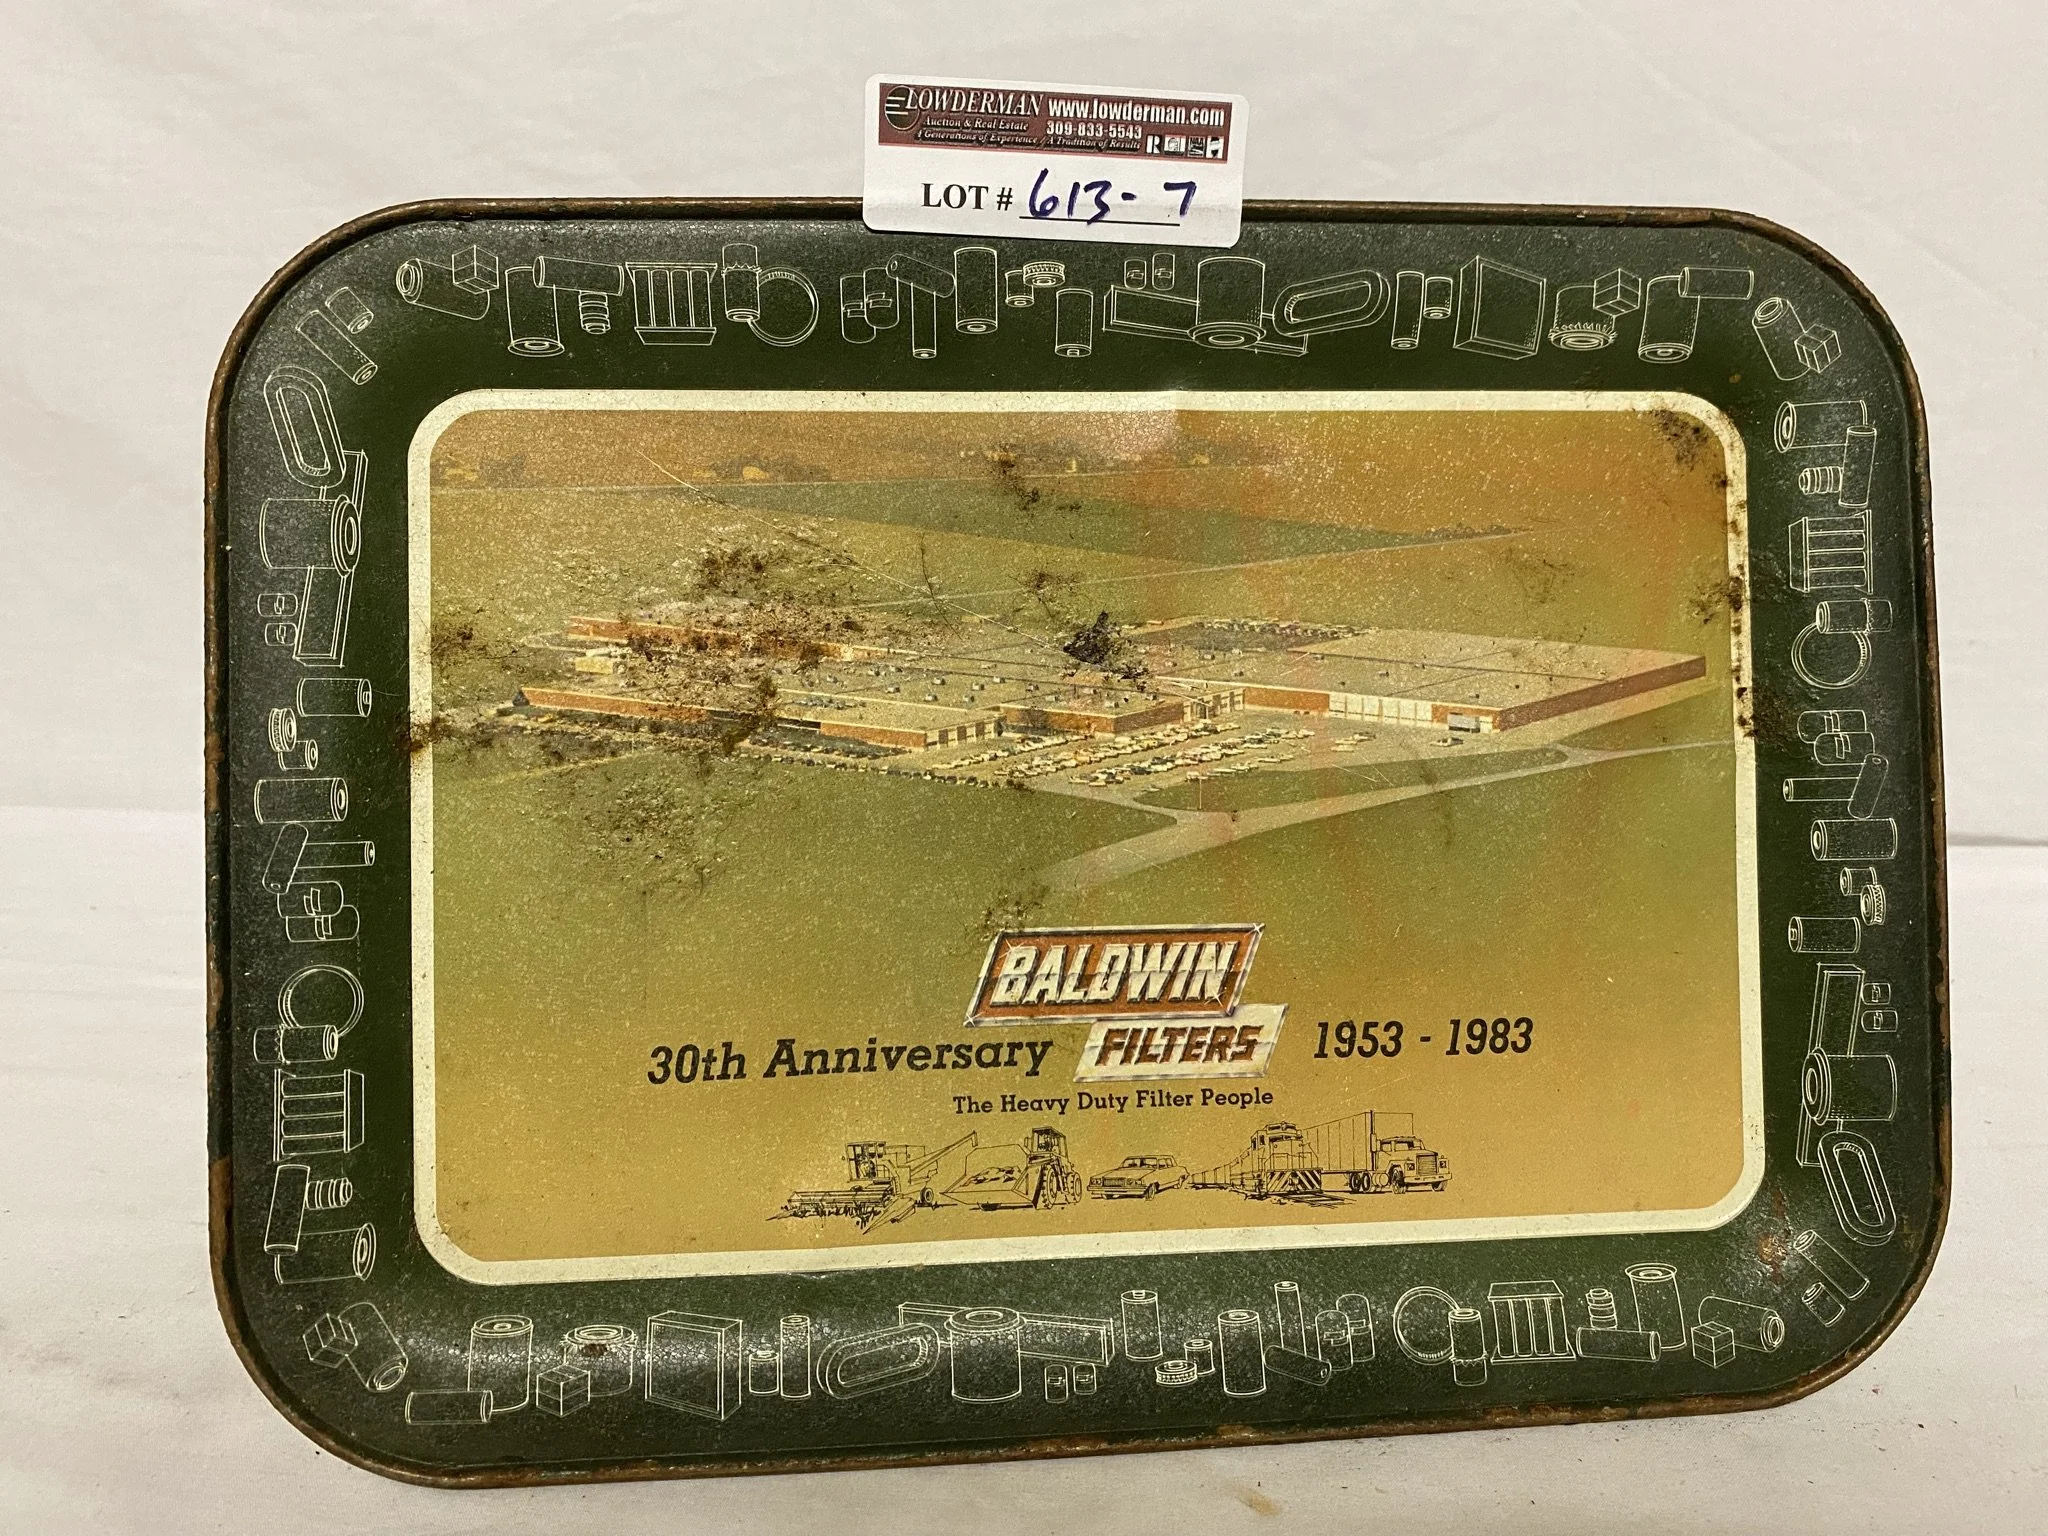 LOWDERMAN www.lowderman.com
Auction & Real Estate 309-833-5543
4 Generations of Experience / A Tradition of Results
LOT # 613-7
BALDWIN
FILTERS
30th Anniversary 1953 - 1983
The Heavy Duty Filter People